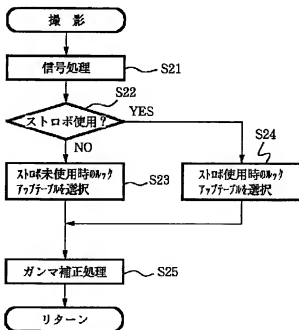 撮 影
信号処理
S21
S22
ストロボ使用?
YES
NO
S24
ストロボ未使用時のルック
アップテーブルを選択
S23
ストロボ使用時のルック
アップテーブルを選択
ガンマ補正処理
S25
リターン